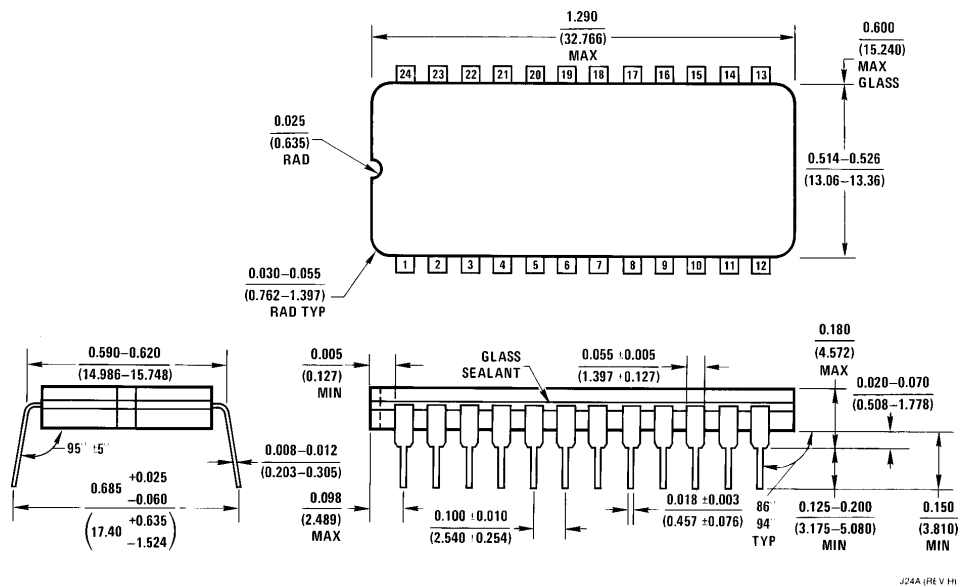 1.290
(32.766)
MAX
0.600
(15.240)
MAX
GLASS
24 23 22 21 20 19 18 17 16 15 14 13
0.025
(0.635)
RAD
0.514–0.526
(13.06–13.36)
1 2 3 4 5 6 7 8 9 10 11 12
0.030–0.055
(0.762–1.397)
RAD TYP
0.590–0.620
(14.986–15.748)
0.005
(0.127)
MIN
GLASS
SEALANT
0.055 ±0.005
(1.397 ±0.127)
0.180
(4.572)
MAX
0.020–0.070
(0.508–1.778)
95° ±5°
0.008–0.012
(0.203–0.305)
0.685 +0.025
-0.060
(17.40 +0.635
-1.524)
0.098
(2.489)
MAX
0.100 ±0.010
(2.540 ±0.254)
0.018 ±0.003
(0.457 ±0.076)
86°
94°
TYP
0.125–0.200
(3.175–5.080)
MIN
0.150
(3.810)
MIN
J24A (REV H)